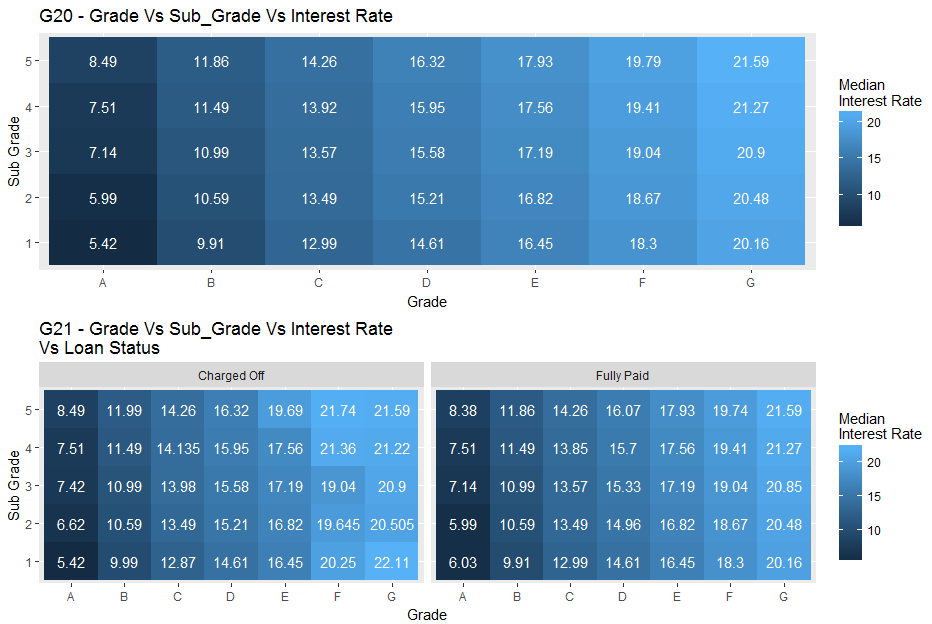 G20 - Grade Vs Sub_Grade Vs Interest Rate
5 8.49 11.86 14.26 16.32 17.93 19.79 21.59
4 7.51 11.49 13.92 15.95 17.56 19.41 21.27
3 7.14 10.99 13.57 15.58 17.19 19.04 20.9
2 5.99 10.59 13.49 15.21 16.82 18.67 20.48
1 5.42 9.91 12.99 14.61 16.45 18.3 20.16
A B C D E F G
Grade
Sub Grade
Median
Interest Rate
20
15
10
G21 - Grade Vs Sub_Grade Vs Interest Rate
Vs Loan Status
Charged Off Fully Paid
5 8.49 11.99 14.26 16.32 19.69 21.74 21.59 8.38 11.86 14.26 16.07 17.93 19.74 21.59
4 7.51 11.49 14.135 15.95 17.56 21.36 21.22 7.51 11.49 13.85 15.7 17.56 19.41 21.27
3 7.42 10.99 13.98 15.58 17.19 19.04 20.9 7.14 10.99 13.57 15.33 17.19 19.04 20.85
2 6.62 10.59 13.49 15.21 16.82 19.645 20.505 5.99 10.59 13.49 14.96 16.82 18.67 20.48
1 5.42 9.99 12.87 14.61 16.45 20.25 22.11 6.03 9.91 12.99 14.61 16.45 18.3 20.16
A B C D E F G A B C D E F G
Grade
Sub Grade
Median
Interest Rate
20
15
10